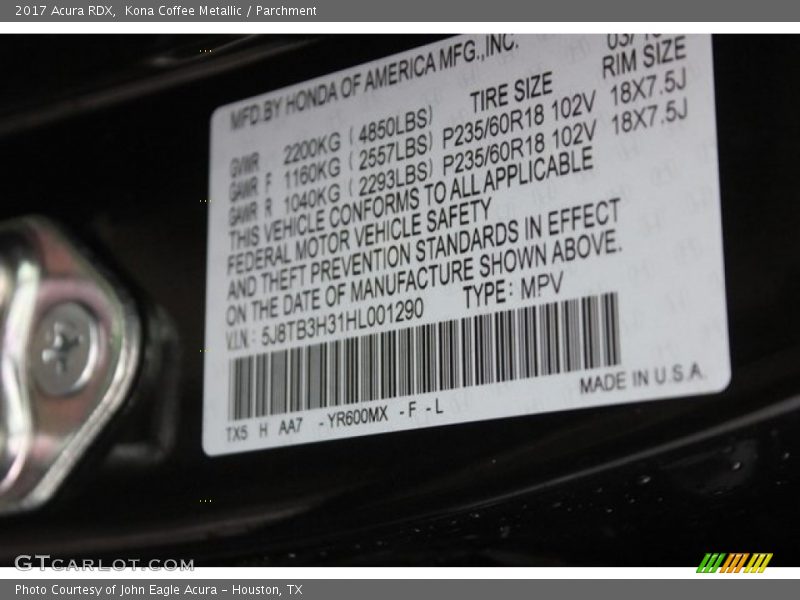 2017 Acura RDX, Kona Coffee Metallic / Parchment
MFD.BY HONDA OF AMERICA MFG.,INC.
TIRE SIZE RIM SIZE
GVWR 2200KG ( 4850LBS)
GAWR F 1160KG ( 2557LBS) P235/60R18 102V 18X7.5J
GAWR R 1040KG ( 2293LBS) P235/60R18 102V 18X7.5J
THIS VEHICLE CONFORMS TO ALL APPLICABLE
FEDERAL MOTOR VEHICLE SAFETY
AND THEFT PREVENTION STANDARDS IN EFFECT
ON THE DATE OF MANUFACTURE SHOWN ABOVE.
V.I.N.: 5J8TB3H31HL001290 TYPE: MPV
TX5 H AA7 -YR600MX -F -L MADE IN U.S.A.
GTCARLOT.COM
Photo Courtesy of John Eagle Acura - Houston, TX